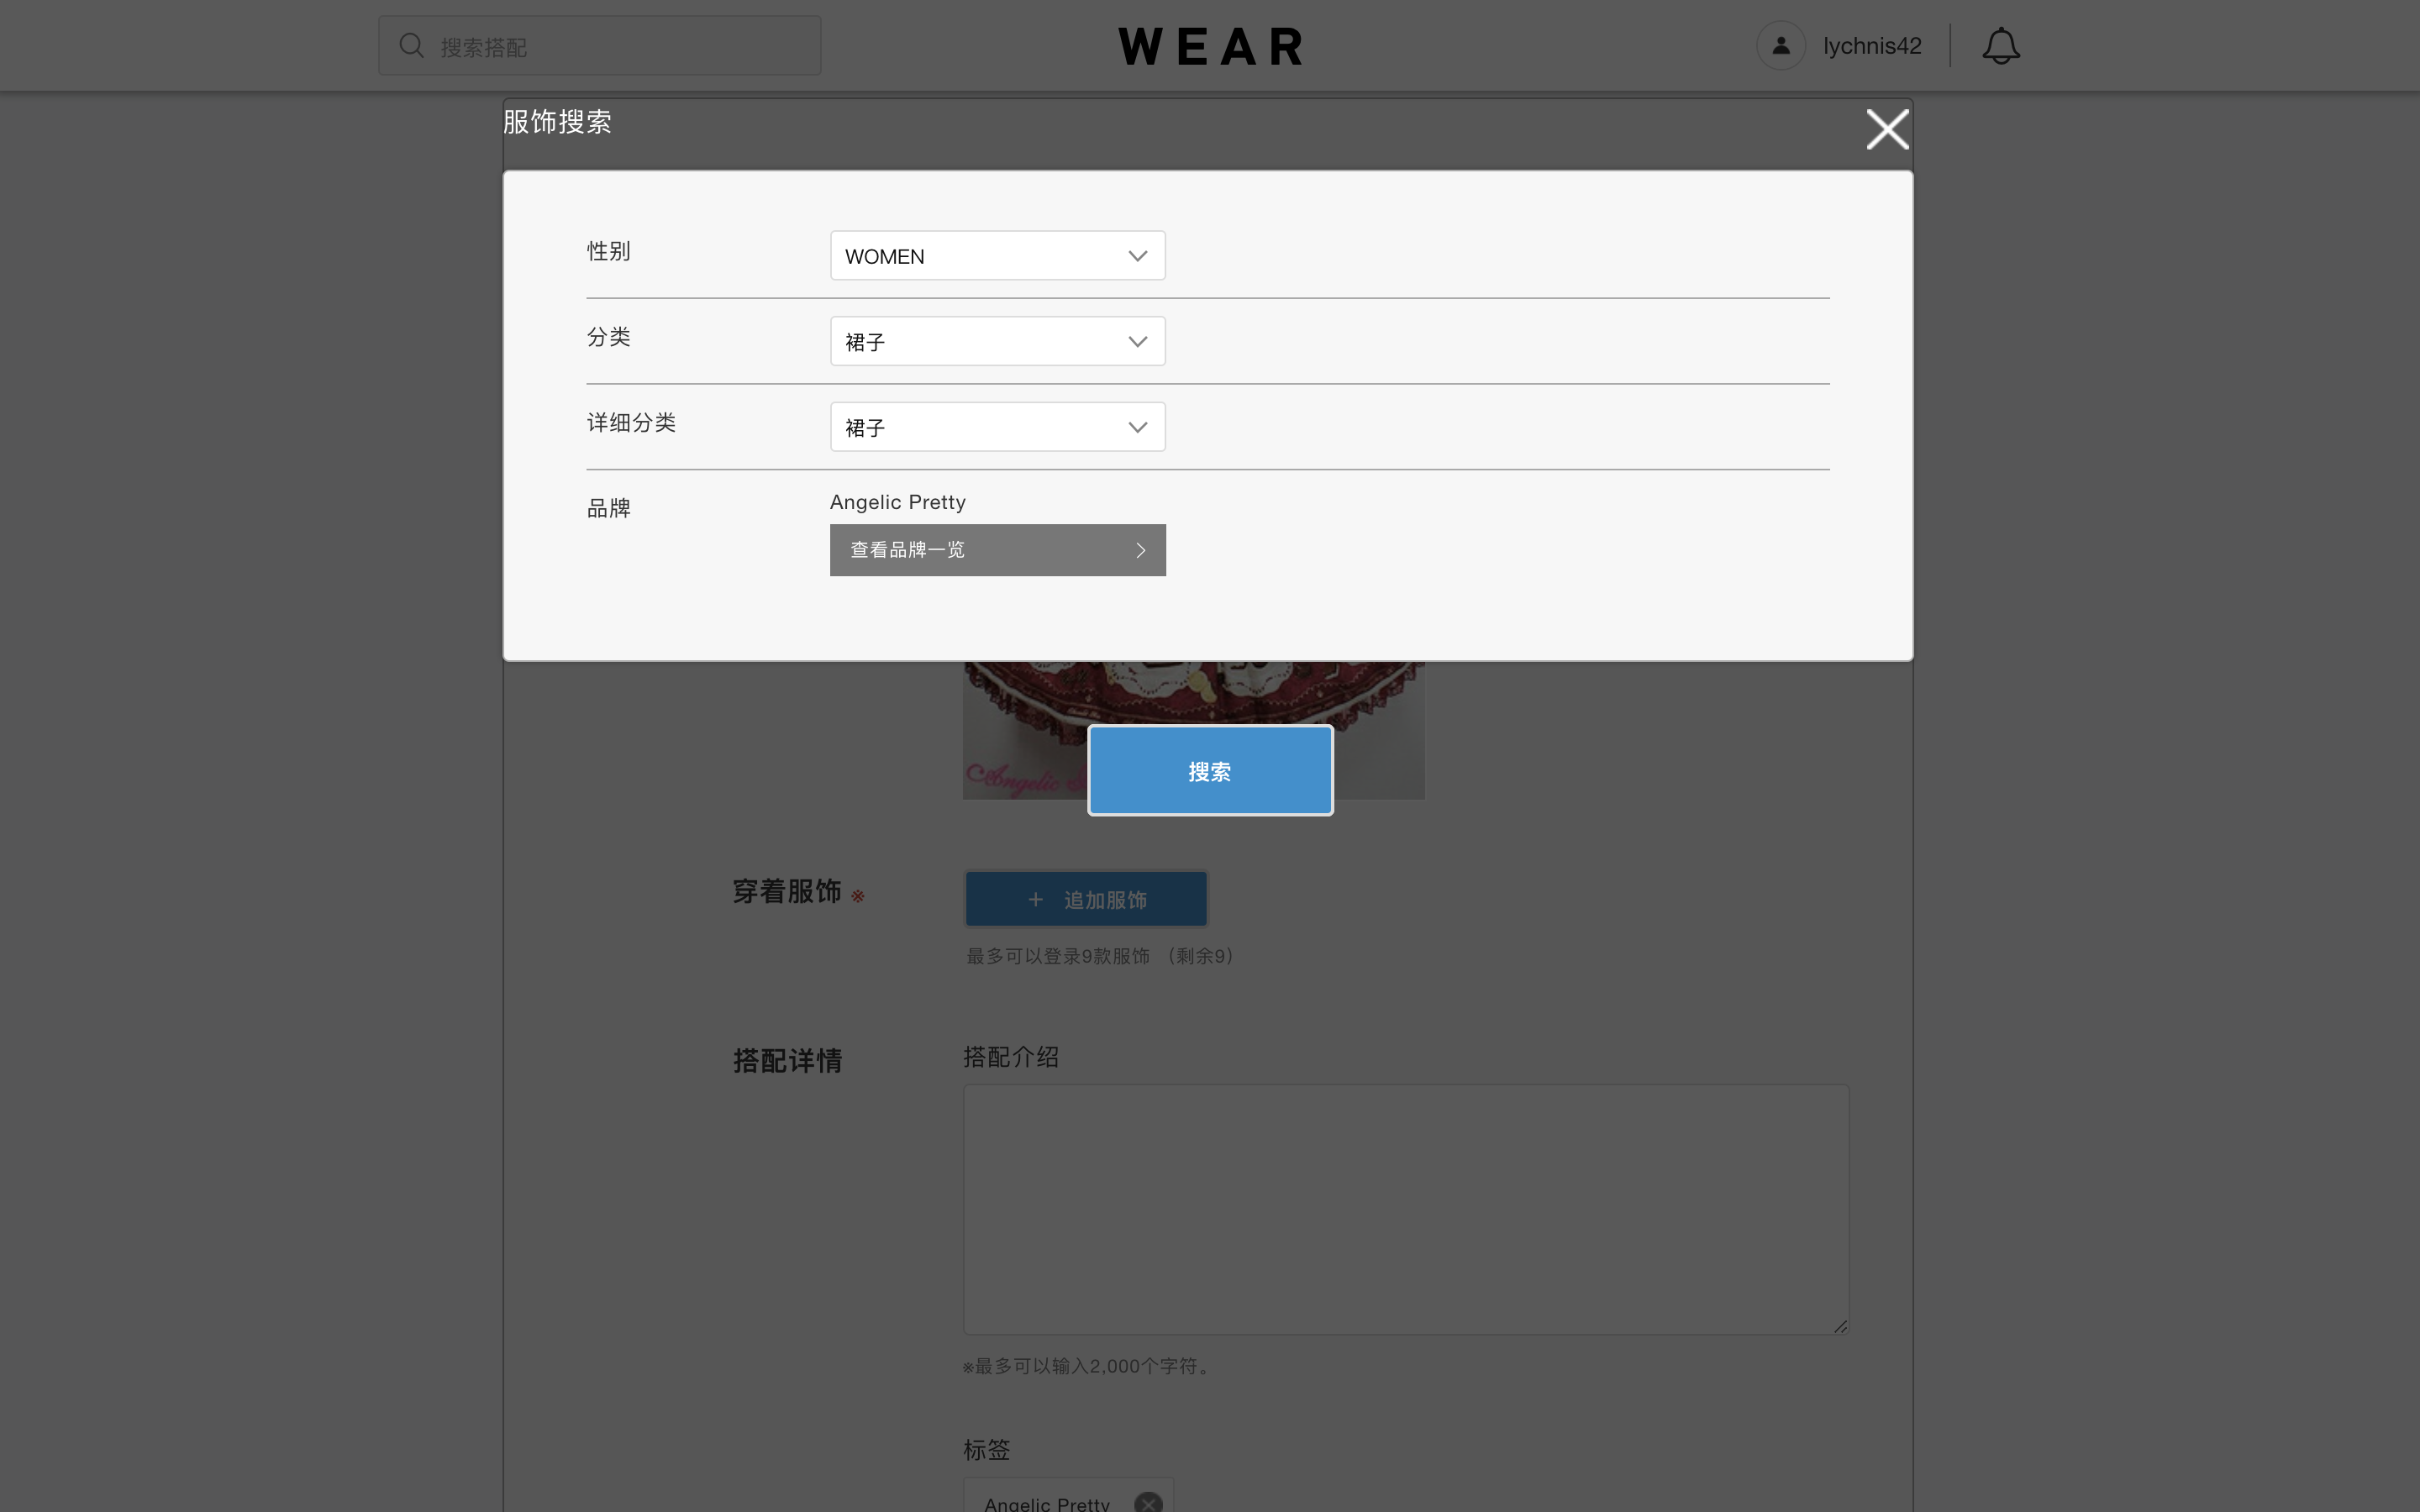 搜索搭配
WEAR
lychnis42
服饰搜索
性别
WOMEN
分类
裙子
详细分类
裙子
品牌
Angelic Pretty
查看品牌一览
Angelic
搜索
穿着服饰 ※
+ 追加服饰
最多可以登录9款服饰 （剩余9）
搭配详情
搭配介绍
※最多可以输入2,000个字符。
标签
Angelic Pretty